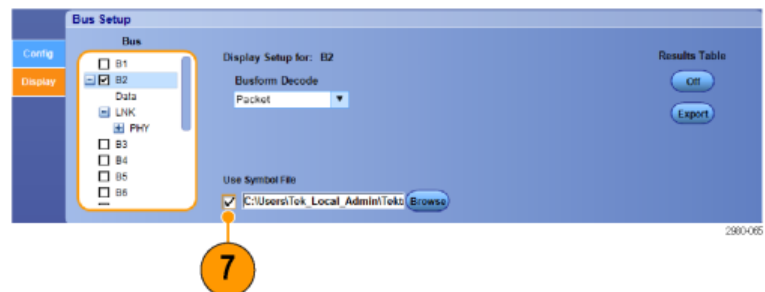 Bus Setup
Config
Display
Bus
B1
B2
Data
LNK
PHY
B3
B4
B5
B6
Display Setup for: B2
Busform Decode
Packet
Use Symbol File
C:\Users\Tek_Local_Admin\Tekt
Browse
Results Table
Off
Export
2980-065
7